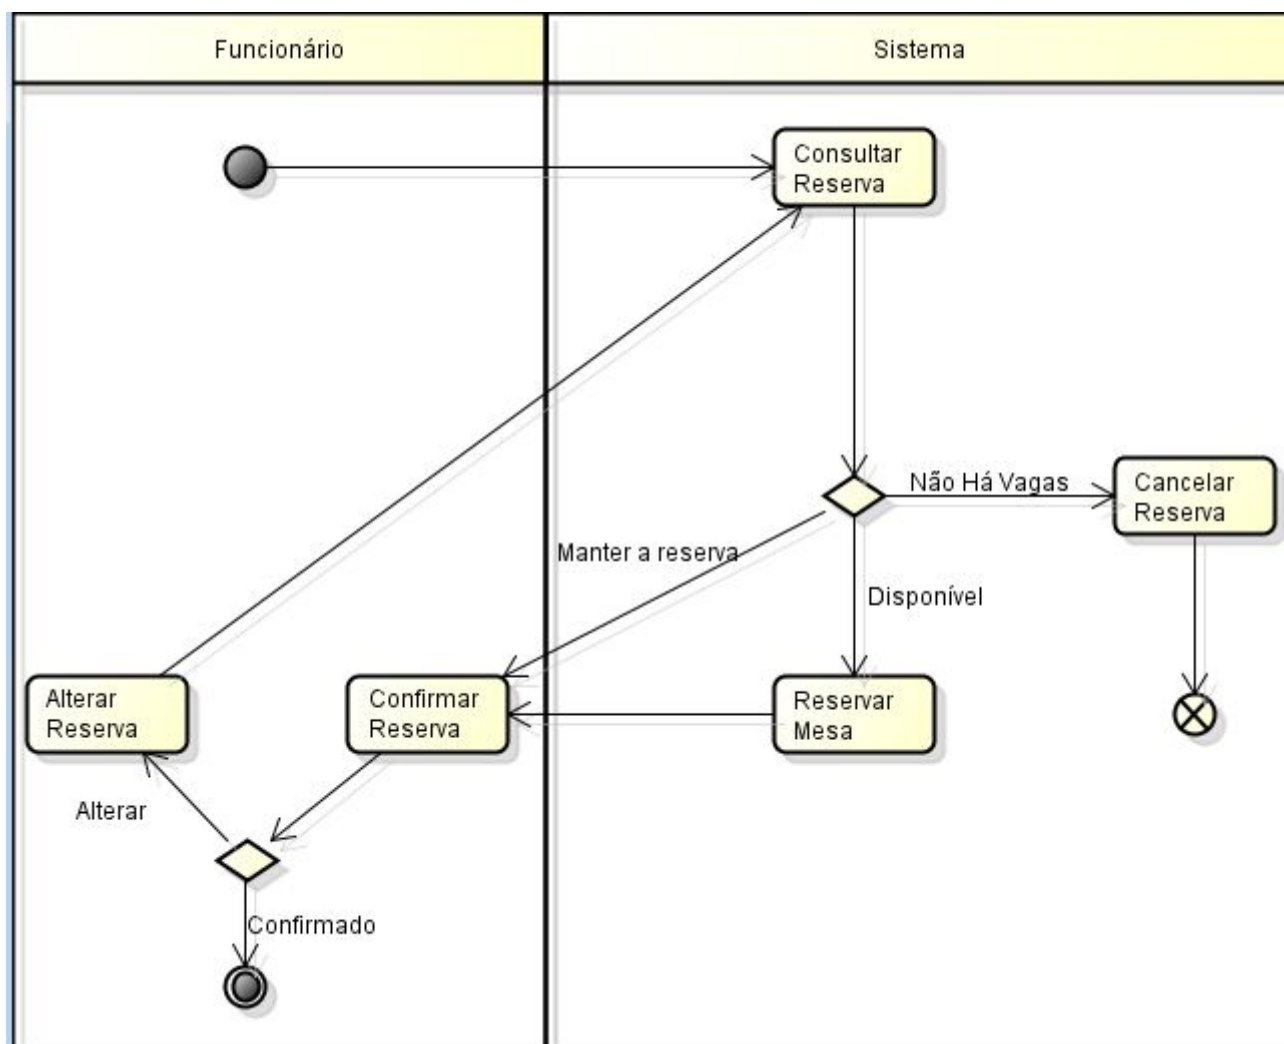 Funcionário
Sistema
Consultar
Reserva
Não Há Vagas
Cancelar
Reserva
Manter a reserva
Disponível
Alterar
Reserva
Confirmar
Reserva
Reservar
Mesa
Alterar
Confirmado